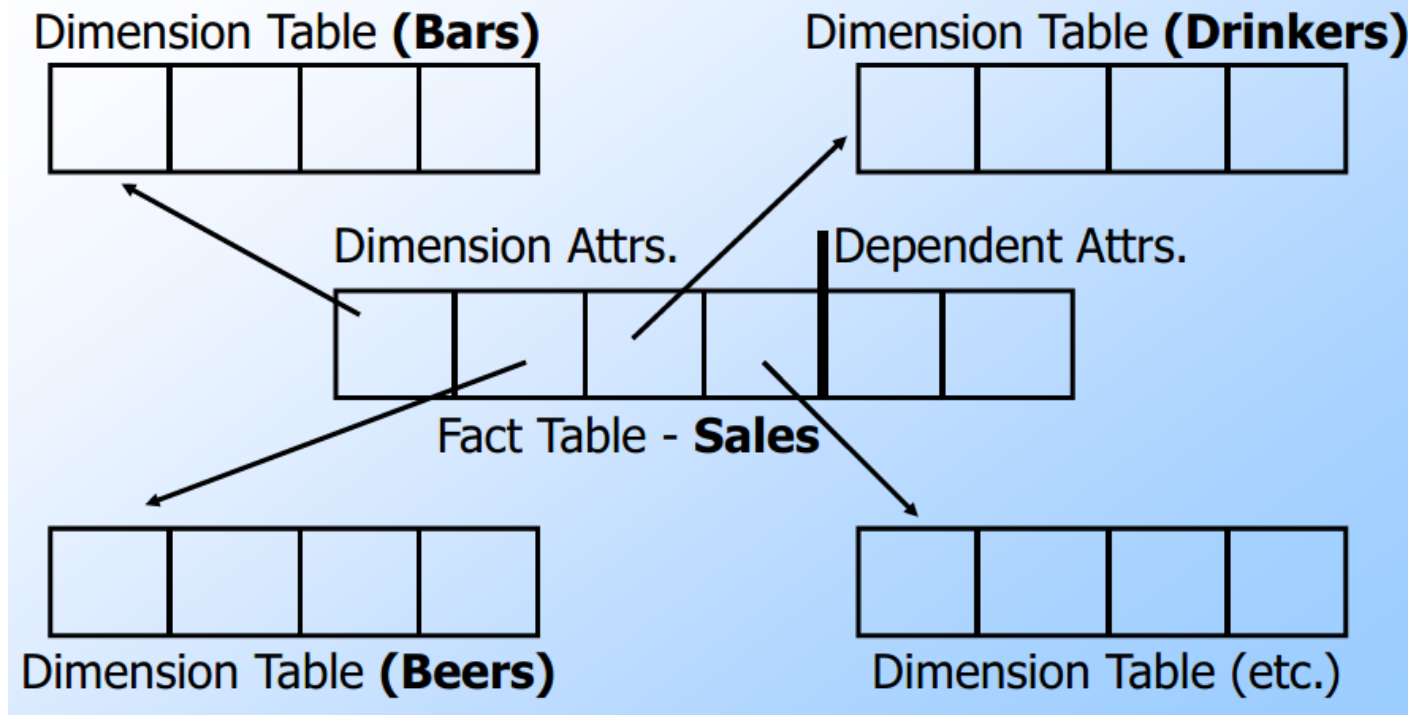 Dimension Table (Bars)
Dimension Table (Drinkers)
Dimension Attrs.
Dependent Attrs.
Fact Table - Sales
Dimension Table (Beers)
Dimension Table (etc.)